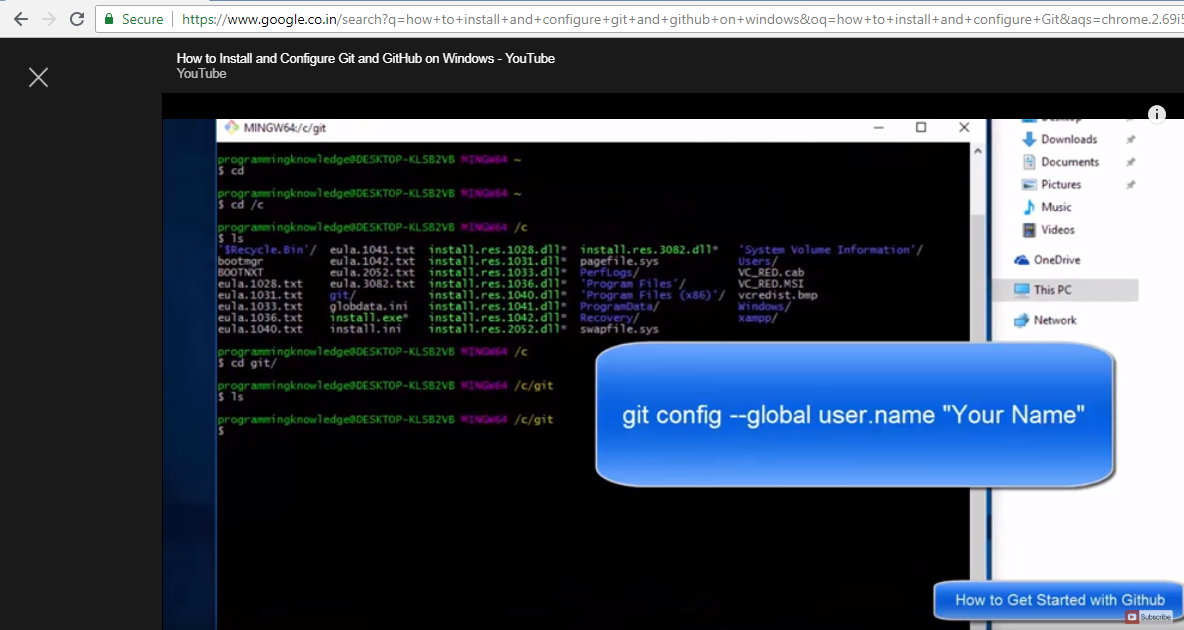 Secure
https://www.google.co.in/search?q=how+to+install+and+configure+git+and+github+on+windows&oq=how+to+install+and+configure+Git&aqs=chrome.2.69i5
How to Install and Configure Git and GitHub on Windows - YouTube
YouTube
MINGW64:/c/git
programmingknowledge@DESKTOP-KLSB2VB MINGW64 ~
$ cd
programmingknowledge@DESKTOP-KLSB2VB MINGW64 ~
$ cd /c
programmingknowledge@DESKTOP-KLSB2VB MINGW64 /c
$ ls
'$Recycle.Bin'/ eula.1041.txt install.res.1028.dll* install.res.3082.dll* 'System Volume Information'/
bootmgr eula.1042.txt install.res.1031.dll* pagefile.sys Users/
BOOTNXT eula.2052.txt install.res.1033.dll* PerfLogs/ VC_RED.cab
eula.1028.txt eula.3082.txt install.res.1036.dll* 'Program Files'/ VC_RED.MSI
eula.1031.txt git/ install.res.1040.dll* 'Program Files (x86)'/ vcredist.bmp
eula.1033.txt globdata.ini install.res.1041.dll* ProgramData/ Windows/
eula.1036.txt install.exe* install.res.1042.dll* Recovery/ xampp/
eula.1040.txt install.ini install.res.2052.dll* swapfile.sys
programmingknowledge@DESKTOP-KLSB2VB MINGW64 /c
$ cd git/
programmingknowledge@DESKTOP-KLSB2VB MINGW64 /c/git
$ ls
programmingknowledge@DESKTOP-KLSB2VB MINGW64 /c/git
$
Desktop
Downloads
Documents
Pictures
Music
Videos
OneDrive
This PC
Network
git config --global user.name "Your Name"
How to Get Started with Github
Subscribe